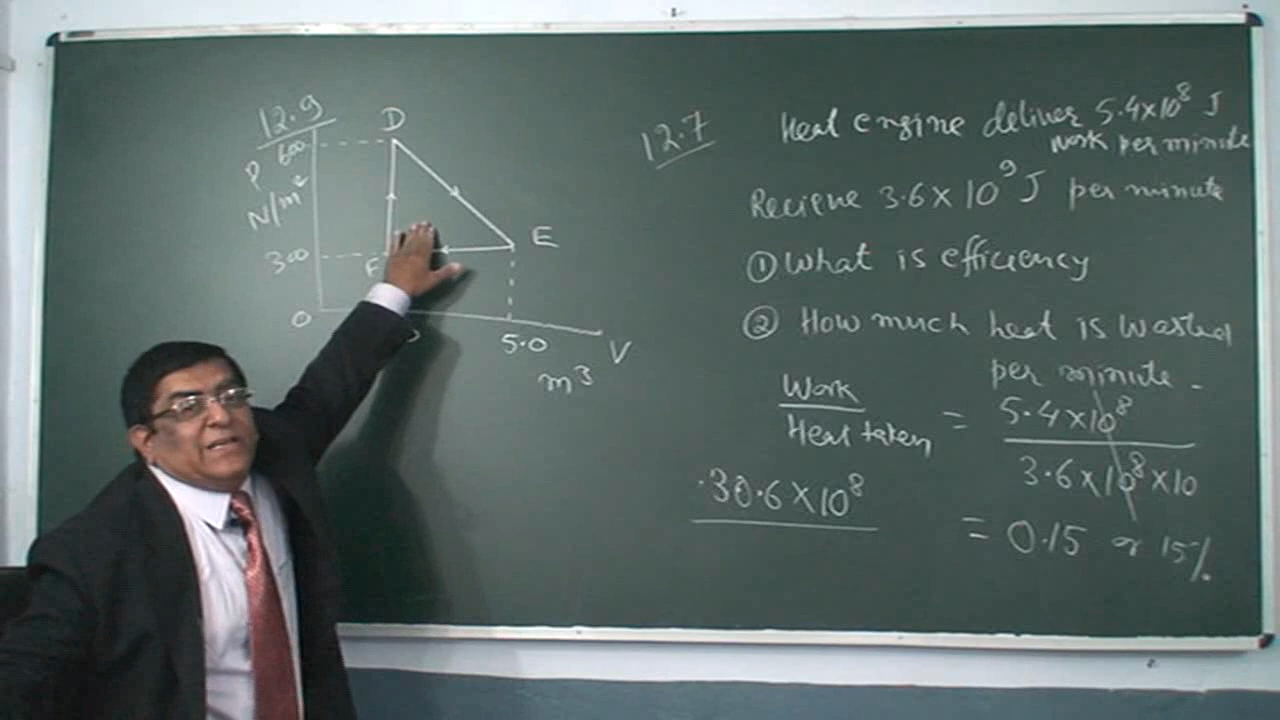 12.9
D
600
P
N/m²
300
F
E
O
5.0
V
m³
12.7
Heat engine deliver 5.4×10⁸ J
work per minute
Recieve 3.6×10⁹ J per minute
① What is efficiency
② How much heat is wasted
per minute -
Work
Heat taken
=
5.4×10⁸
3.6×10⁸×10
.30.6×10⁸
= 0.15 or 15%.